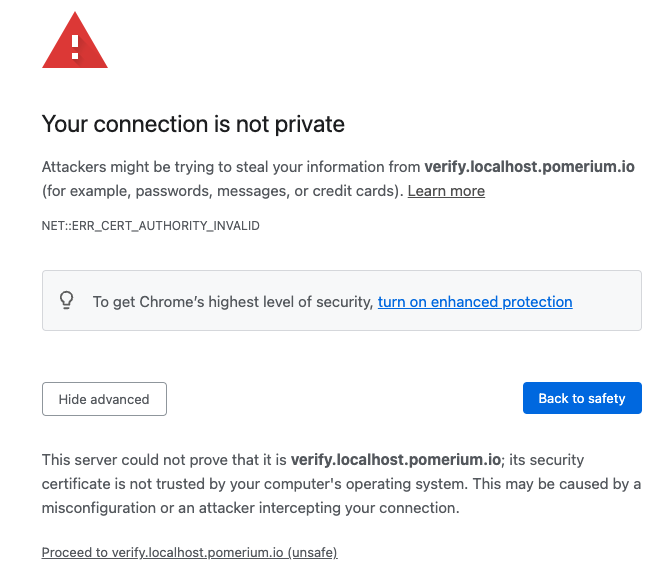 Your connection is not private
Attackers might be trying to steal your information from verify.localhost.pomerium.io
(for example, passwords, messages, or credit cards). Learn more
NET::ERR_CERT_AUTHORITY_INVALID
To get Chrome’s highest level of security, turn on enhanced protection
Hide advanced
Back to safety
This server could not prove that it is verify.localhost.pomerium.io; its security
certificate is not trusted by your computer's operating system. This may be caused by a
misconfiguration or an attacker intercepting your connection.
Proceed to verify.localhost.pomerium.io (unsafe)